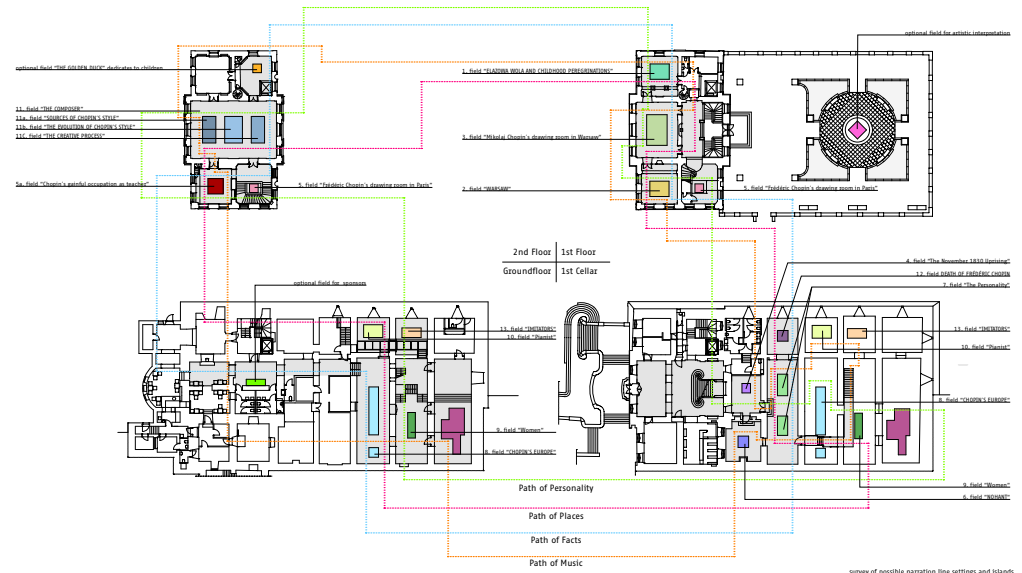 optional field for artistic interpretation
optional field "THE GOLDEN DUCK" dedicates to children
1. field "ELAZOWA WOLA AND CHILDHOOD PEREGRINATIONS"
11. field "THE COMPOSER"
11a. field "SOURCES OF CHOPIN'S STYLE"
11b. field "THE EVOLUTION OF CHOPIN'S STYLE"
11C. field "THE CREATIVE PROCESS"
3. field "Mikolai Chopin's drawing room in Warsaw"
5a. field "Chopin's gainful occupation as teacher"
5. field "Frédéric Chopin's drawing room in Paris"
2. field "WARSAW"
5. field "Frédéric Chopin's drawing room in Paris"
2nd Floor 1st Floor
Groundfloor 1st Cellar
4. field "The November 1830 Uprising"
12. field DEATH OF FRÉDÉRIC CHOPIN
7. field "The Personality"
optional field for sponsors
13. field "IMITATORS"
10. field "Pianist"
13. field "IMITATORS"
10. field "Pianist"
8. field "CHOPIN'S EUROPE"
9. field "Women"
8. field "CHOPIN'S EUROPE"
9. field "Women"
6. field "NOHANT"
Path of Personality
Path of Places
Path of Facts
Path of Music
survey of possible narration line settings and islands